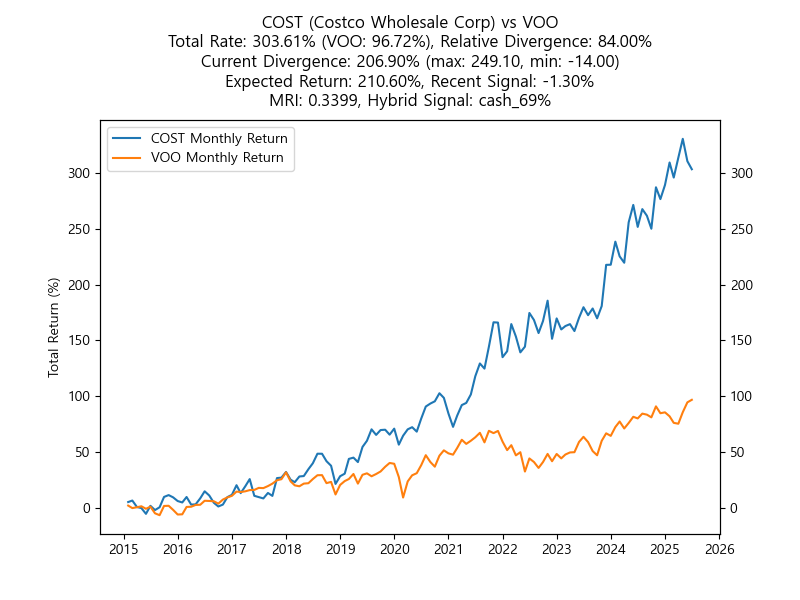 COST (Costco Wholesale Corp) vs VOO
Total Rate: 303.61% (VOO: 96.72%), Relative Divergence: 84.00%
Current Divergence: 206.90% (max: 249.10, min: -14.00)
Expected Return: 210.60%, Recent Signal: -1.30%
MRI: 0.3399, Hybrid Signal: cash_69%
COST Monthly Return
VOO Monthly Return
Total Return (%)
300
250
200
150
100
50
0
300
250
200
150
100
50
0
2015 2016 2017 2018 2019 2020 2021 2022 2023 2024 2025 2026